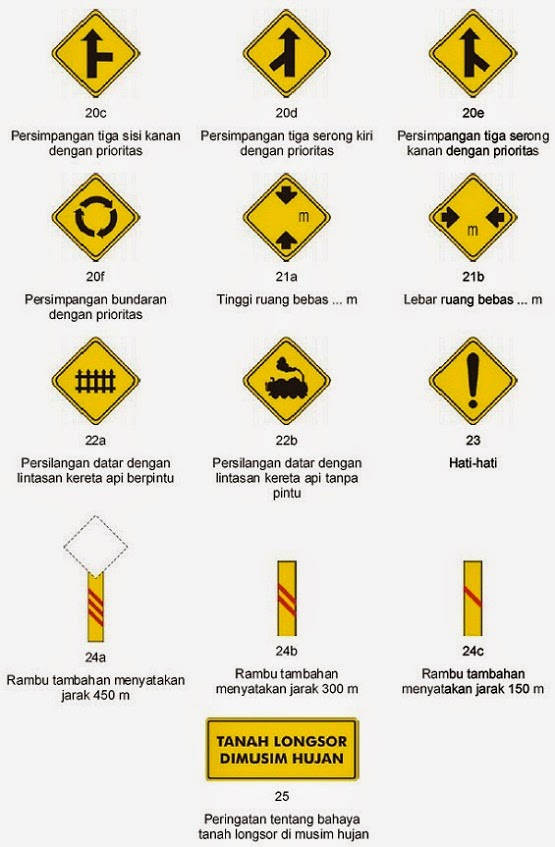 20c
Persimpangan tiga sisi kanan
dengan prioritas
20d
Persimpangan tiga serong kiri
dengan prioritas
20e
Persimpangan tiga serong
kanan dengan prioritas
20f
Persimpangan bundaran
dengan prioritas
m
21a
Tinggi ruang bebas ... m
m
21b
Lebar ruang bebas ... m
22a
Persilangan datar dengan
lintasan kereta api berpintu
22b
Persilangan datar dengan
lintasan kereta api tanpa
pintu
!
23
Hati-hati
24a
Rambu tambahan menyatakan
jarak 450 m
24b
Rambu tambahan
menyatakan jarak 300 m
24c
Rambu tambahan
menyatakan jarak 150 m
TANAH LONGSOR
DIMUSIM HUJAN
25
Peringatan tentang bahaya
tanah longsor di musim hujan